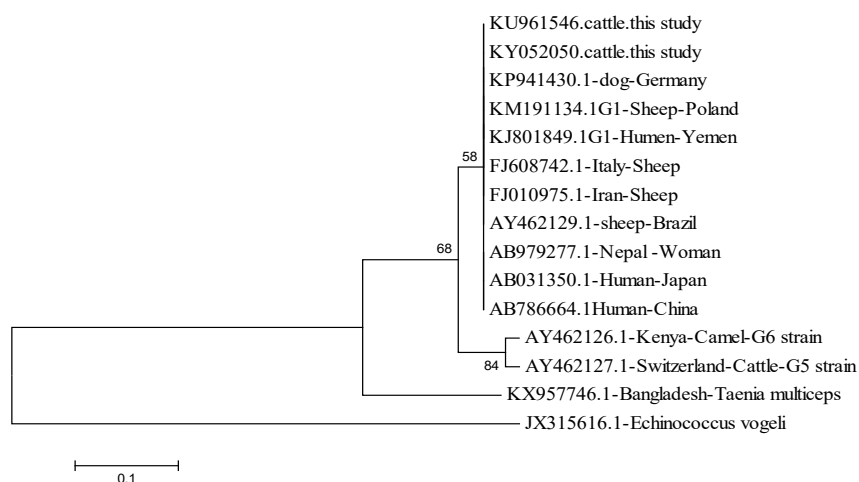 KU961546.cattle.this study
KY052050.cattle.this study
KP941430.1-dog-Germany
KM191134.1G1-Sheep-Poland
KJ801849.1G1-Humen-Yemen
58
FJ608742.1-Italy-Sheep
FJ010975.1-Iran-Sheep
AY462129.1-sheep-Brazil
68
AB979277.1-Nepal -Woman
AB031350.1-Human-Japan
AB786664.1Human-China
AY462126.1-Kenya-Camel-G6 strain
84
AY462127.1-Switzerland-Cattle-G5 strain
KX957746.1-Bangladesh-Taenia multiceps
JX315616.1-Echinococcus vogeli
0.1